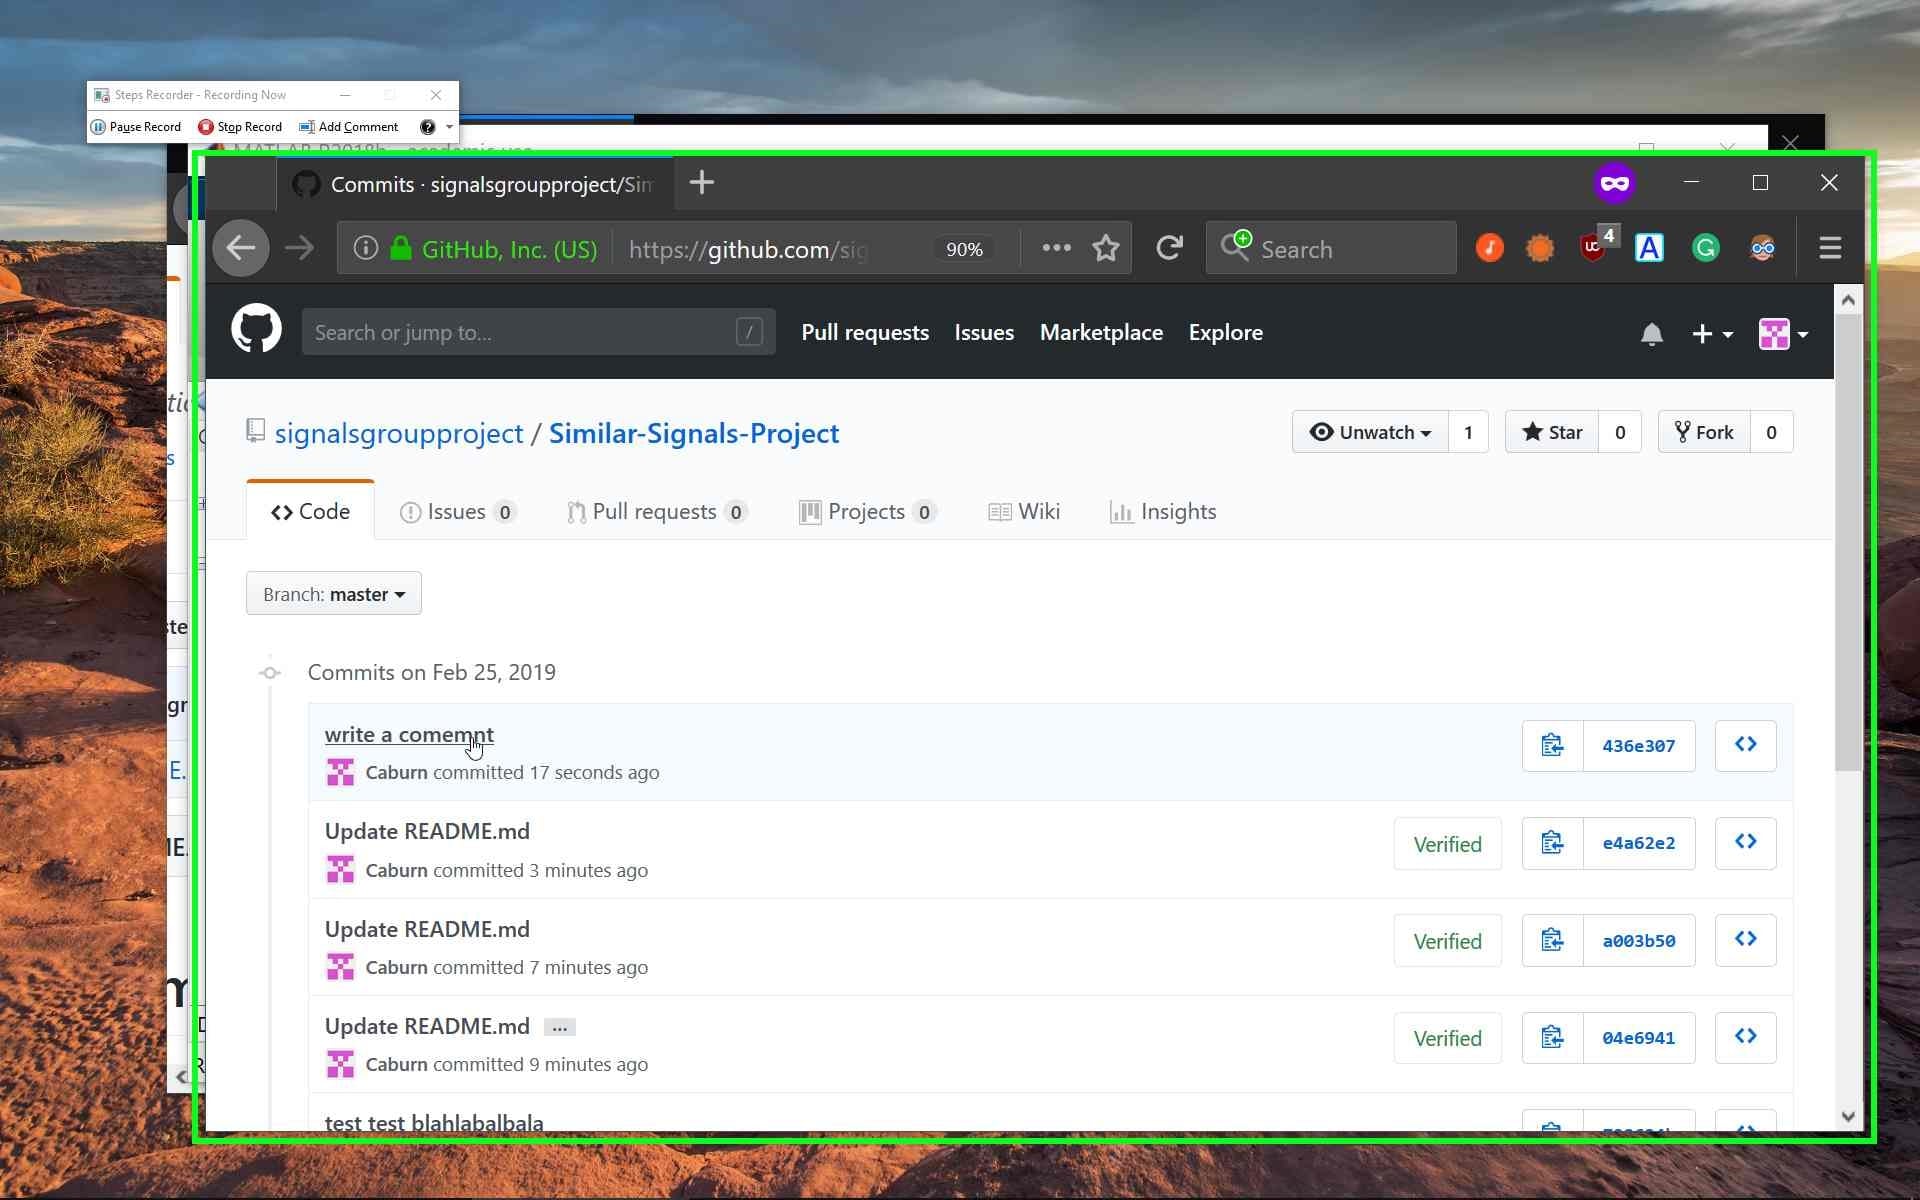 Steps Recorder - Recording Now
Pause Record Stop Record Add Comment
Commits · signalsgroupproject/Sim
GitHub, Inc. (US) https://github.com/sig 90% Search 4
Search or jump to... / Pull requests Issues Marketplace Explore
signalsgroupproject / Similar-Signals-Project Unwatch 1 Star 0 Fork 0
Code Issues 0 Pull requests 0 Projects 0 Wiki Insights
Branch: master
Commits on Feb 25, 2019
write a comemnt
Caburn committed 17 seconds ago
436e307
Update README.md
Caburn committed 3 minutes ago
Verified e4a62e2
Update README.md
Caburn committed 7 minutes ago
Verified a003b50
Update README.md ...
Caburn committed 9 minutes ago
Verified 04e6941
test test blahlabalbala